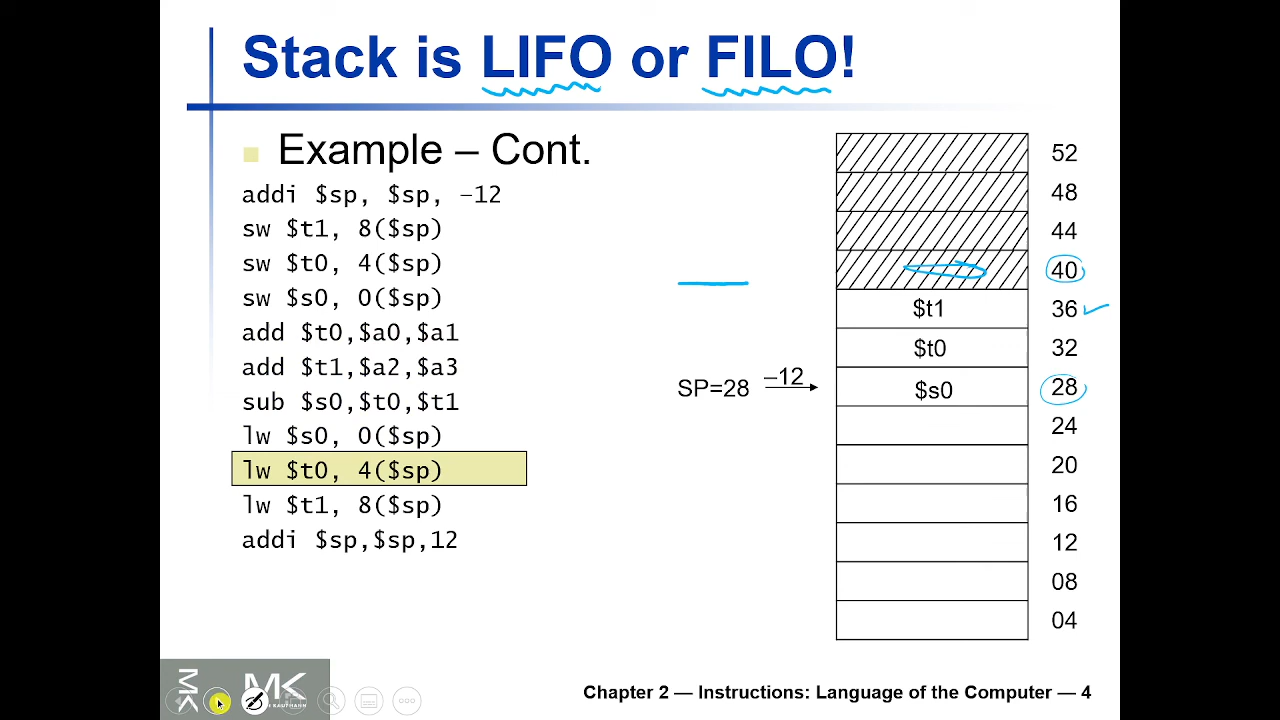 Stack is LIFO or FILO!
Example – Cont.
addi $sp, $sp, –12
sw $t1, 8($sp)
sw $t0, 4($sp)
sw $s0, 0($sp)
add $t0,$a0,$a1
add $t1,$a2,$a3
sub $s0,$t0,$t1
lw $s0, 0($sp)
lw $t0, 4($sp)
lw $t1, 8($sp)
addi $sp,$sp,12
SP=28 –12
52
48
44
40
$t1 36
$t0 32
$s0 28
24
20
16
12
08
04
MK
MK
Chapter 2 — Instructions: Language of the Computer — 4